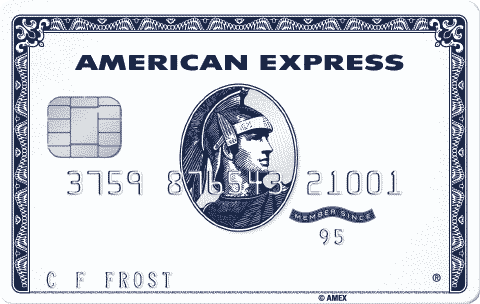 AMERICAN EXPRESS
3759 876543 21001
MEMBER SINCE
95
C F FROST
®
© AMEX